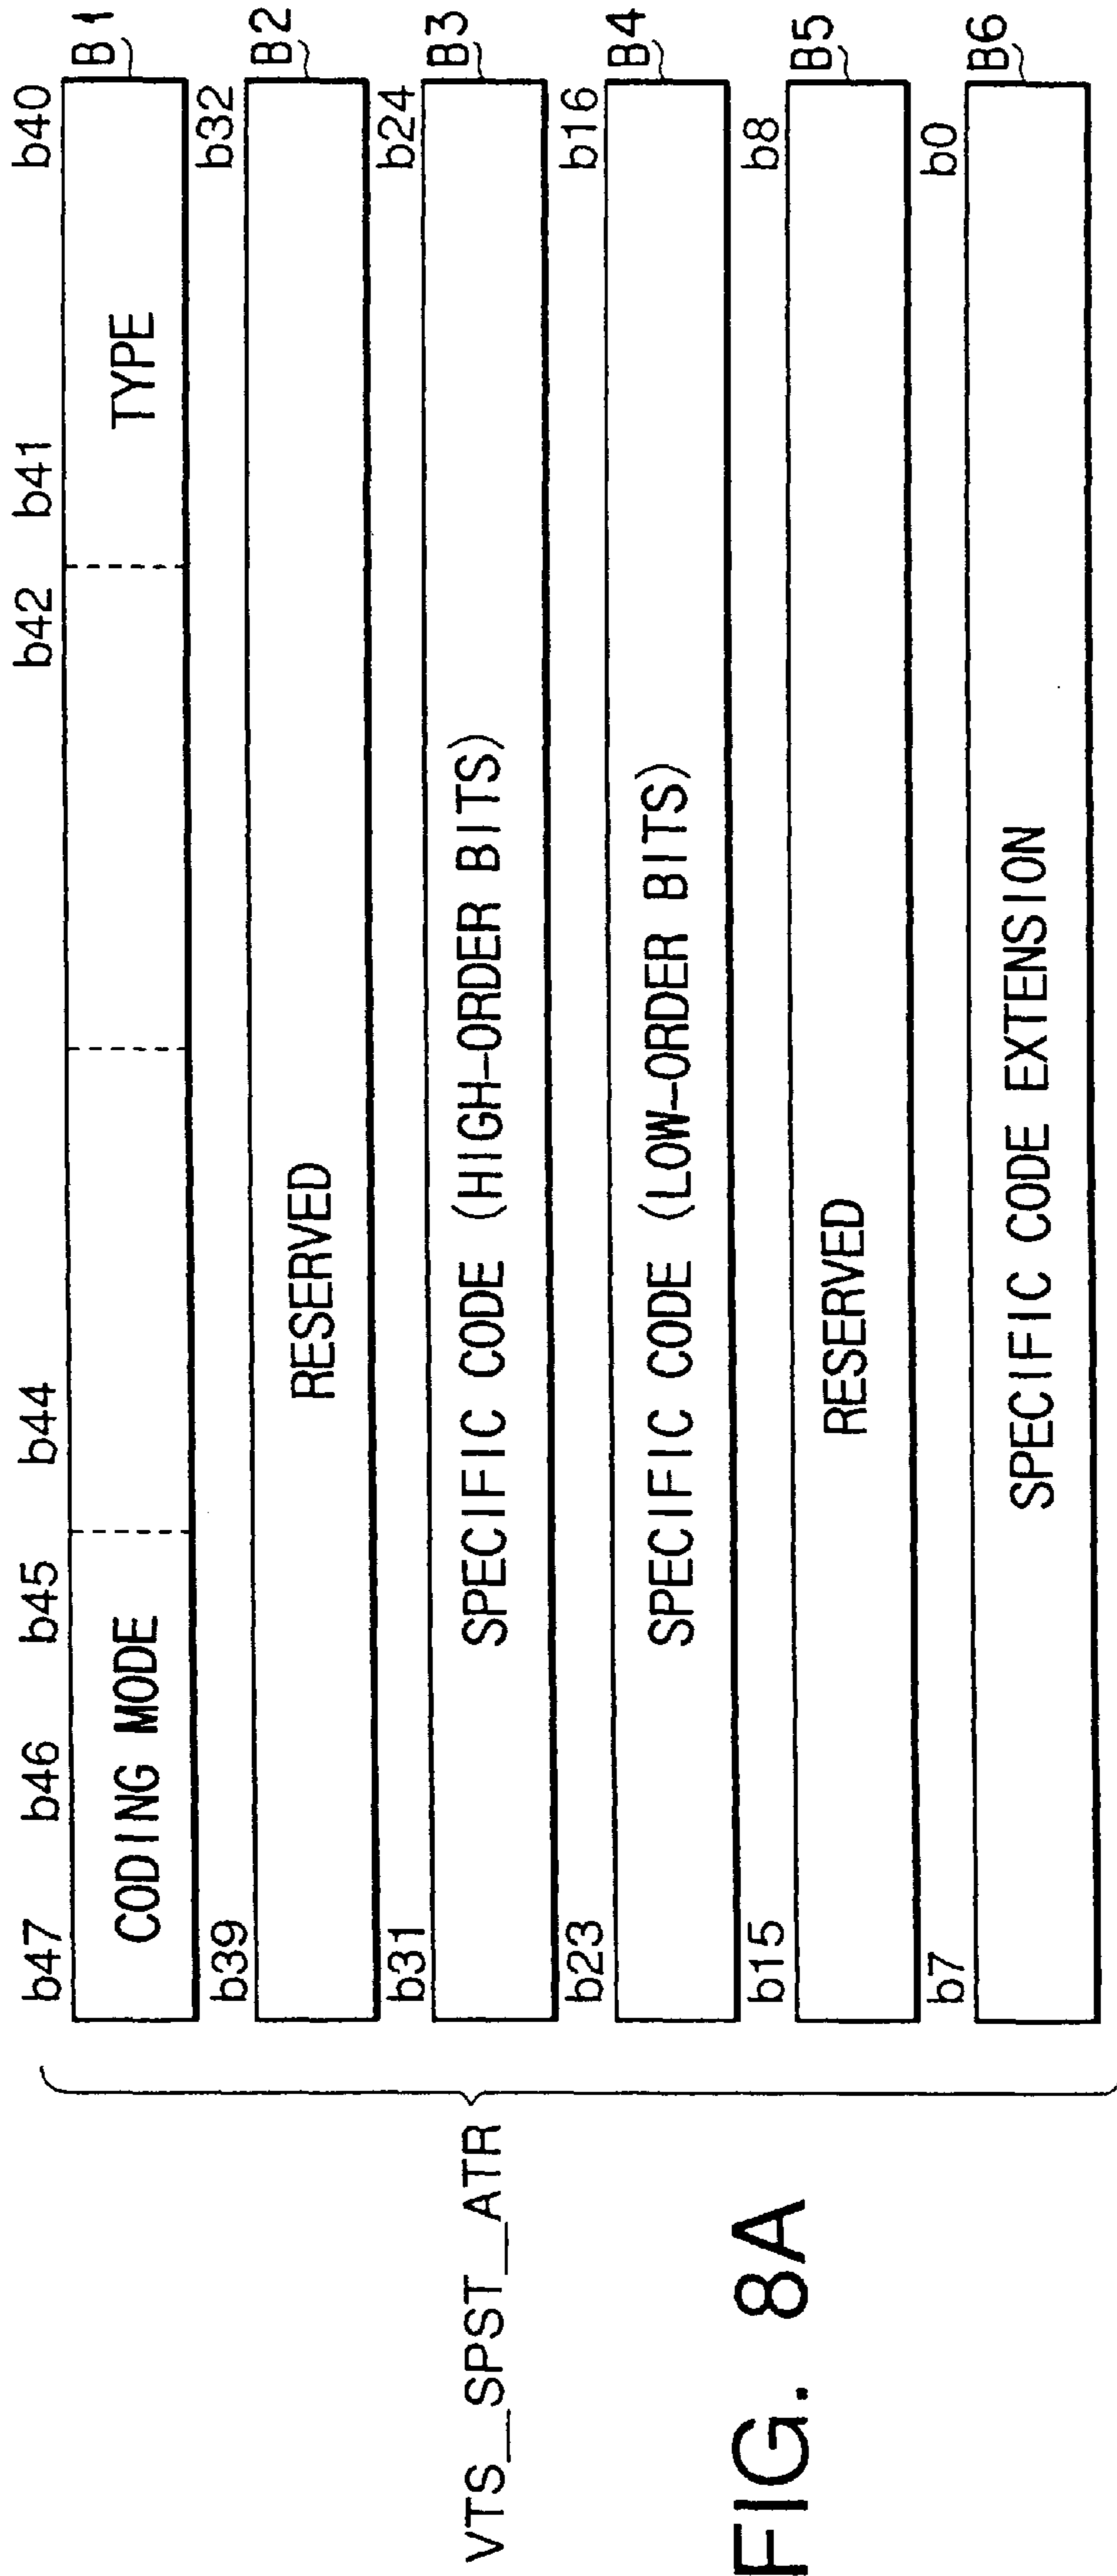 b47 b46 b45 b44 b42 b41 b40
CODING MODE TYPE B1
b39 b32
RESERVED B2
b31 b24
SPECIFIC CODE (HIGH-ORDER BITS) B3
b23 b16
SPECIFIC CODE (LOW-ORDER BITS) B4
b15 b8
RESERVED B5
b7 b0
SPECIFIC CODE EXTENSION B6
VTS_SPST_ATR
FIG. 8A